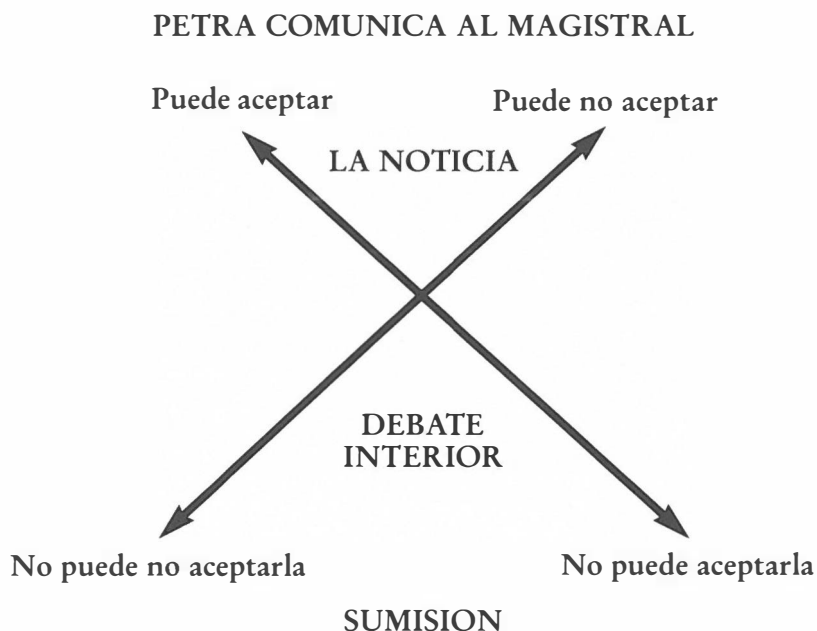 PETRA COMUNICA AL MAGISTRAL
Puede aceptar
Puede no aceptar
LA NOTICIA
DEBATE
INTERIOR
No puede no aceptarla
No puede aceptarla
SUMISION